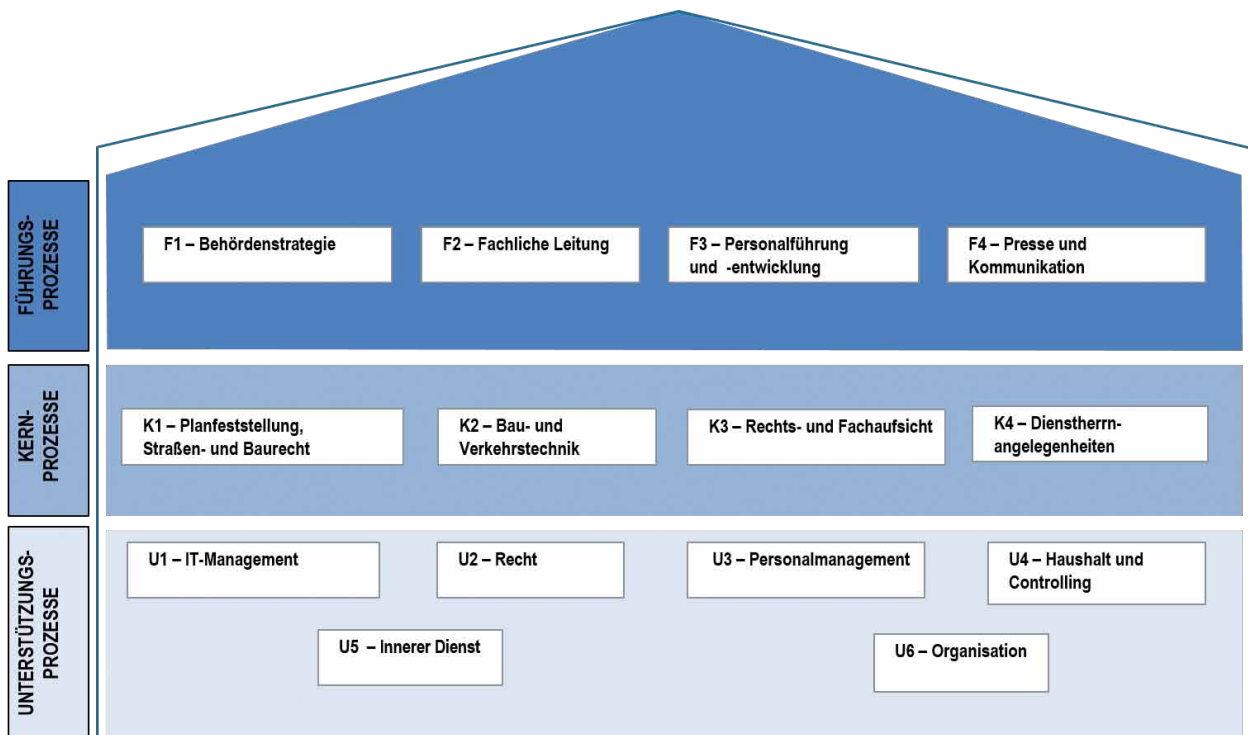 FÜHRUNGS-
PROZESSE
F1 – Behördenstrategie
F2 – Fachliche Leitung
F3 – Personalführung
und -entwicklung
F4 – Presse und
Kommunikation
KERN-
PROZESSE
K1 – Planfeststellung,
Straßen- und Baurecht
K2 – Bau- und
Verkehrstechnik
K3 – Rechts- und Fachaufsicht
K4 – Dienstherrn-
angelegenheiten
UNTERSTÜTZUNGS-
PROZESSE
U1 – IT-Management
U2 – Recht
U3 – Personalmanagement
U4 – Haushalt und
Controlling
U5 – Innerer Dienst
U6 – Organisation